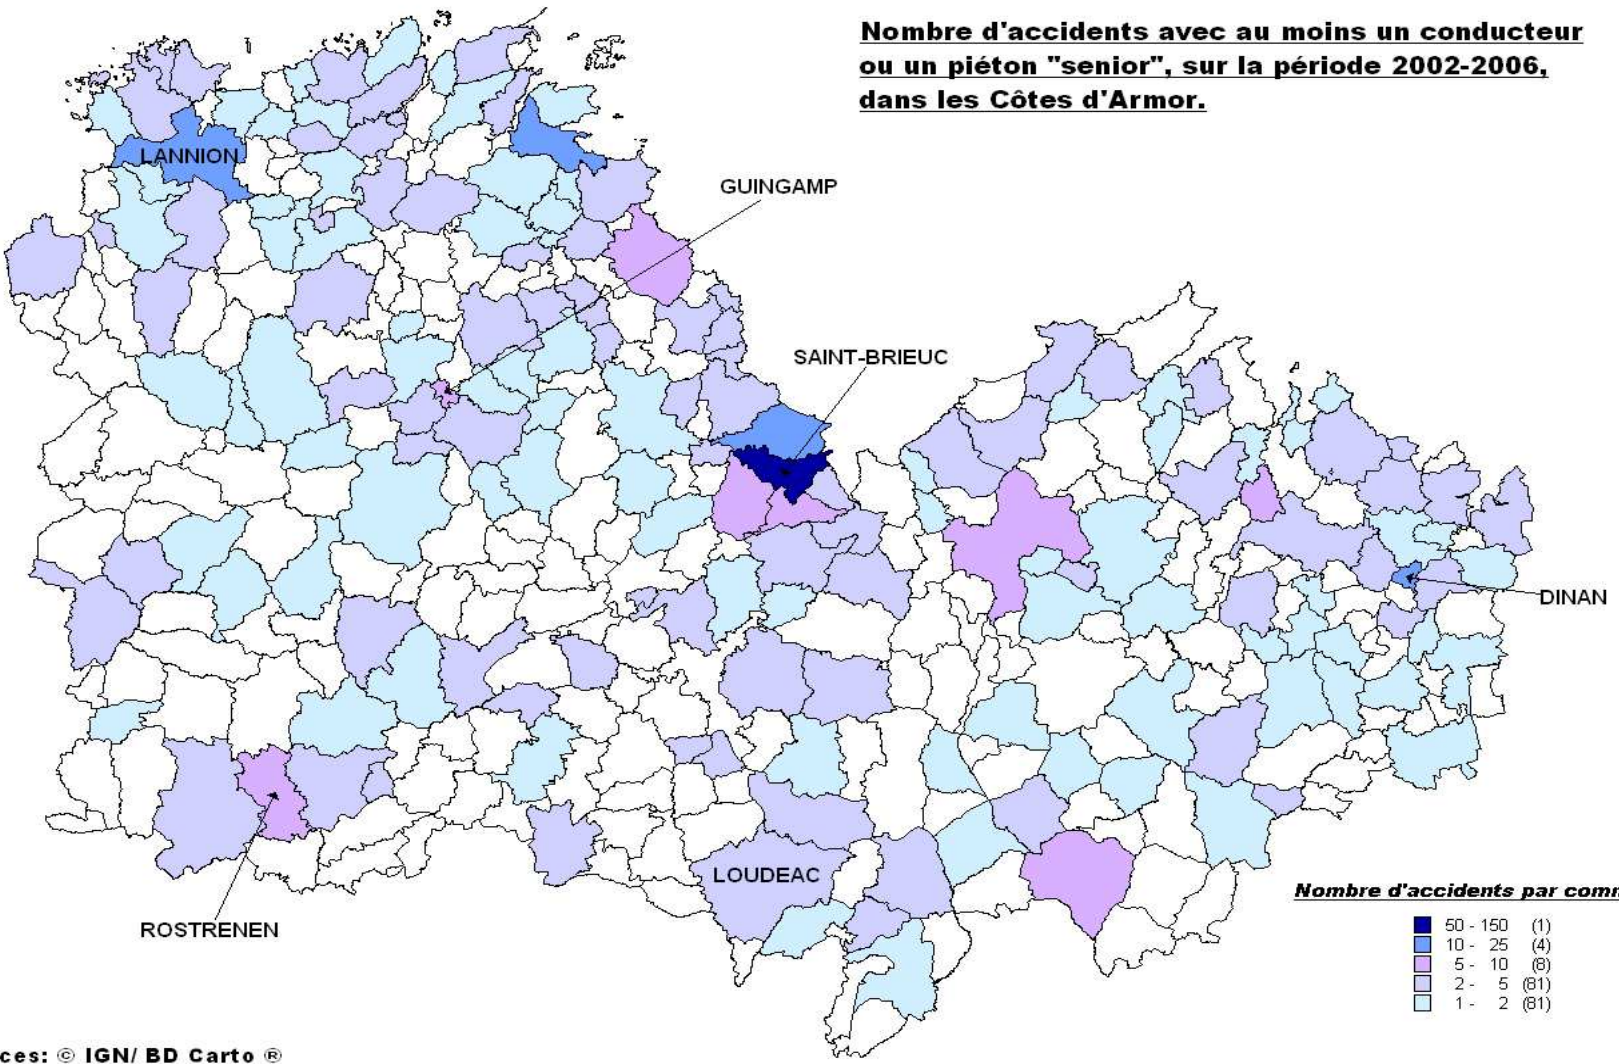 Nombre d'accidents avec au moins un conducteur
ou un piéton "senior", sur la période 2002-2006,
dans les Côtes d'Armor.
LANNION
GUINGAMP
SAINT-BRIEUC
DINAN
LOUDEAC
ROSTRENEN
Nombre d'accidents par comm
50 - 150 (1)
10 - 25 (4)
5 - 10 (8)
2 - 5 (81)
1 - 2 (81)
ces: © IGN/ BD Carto ®